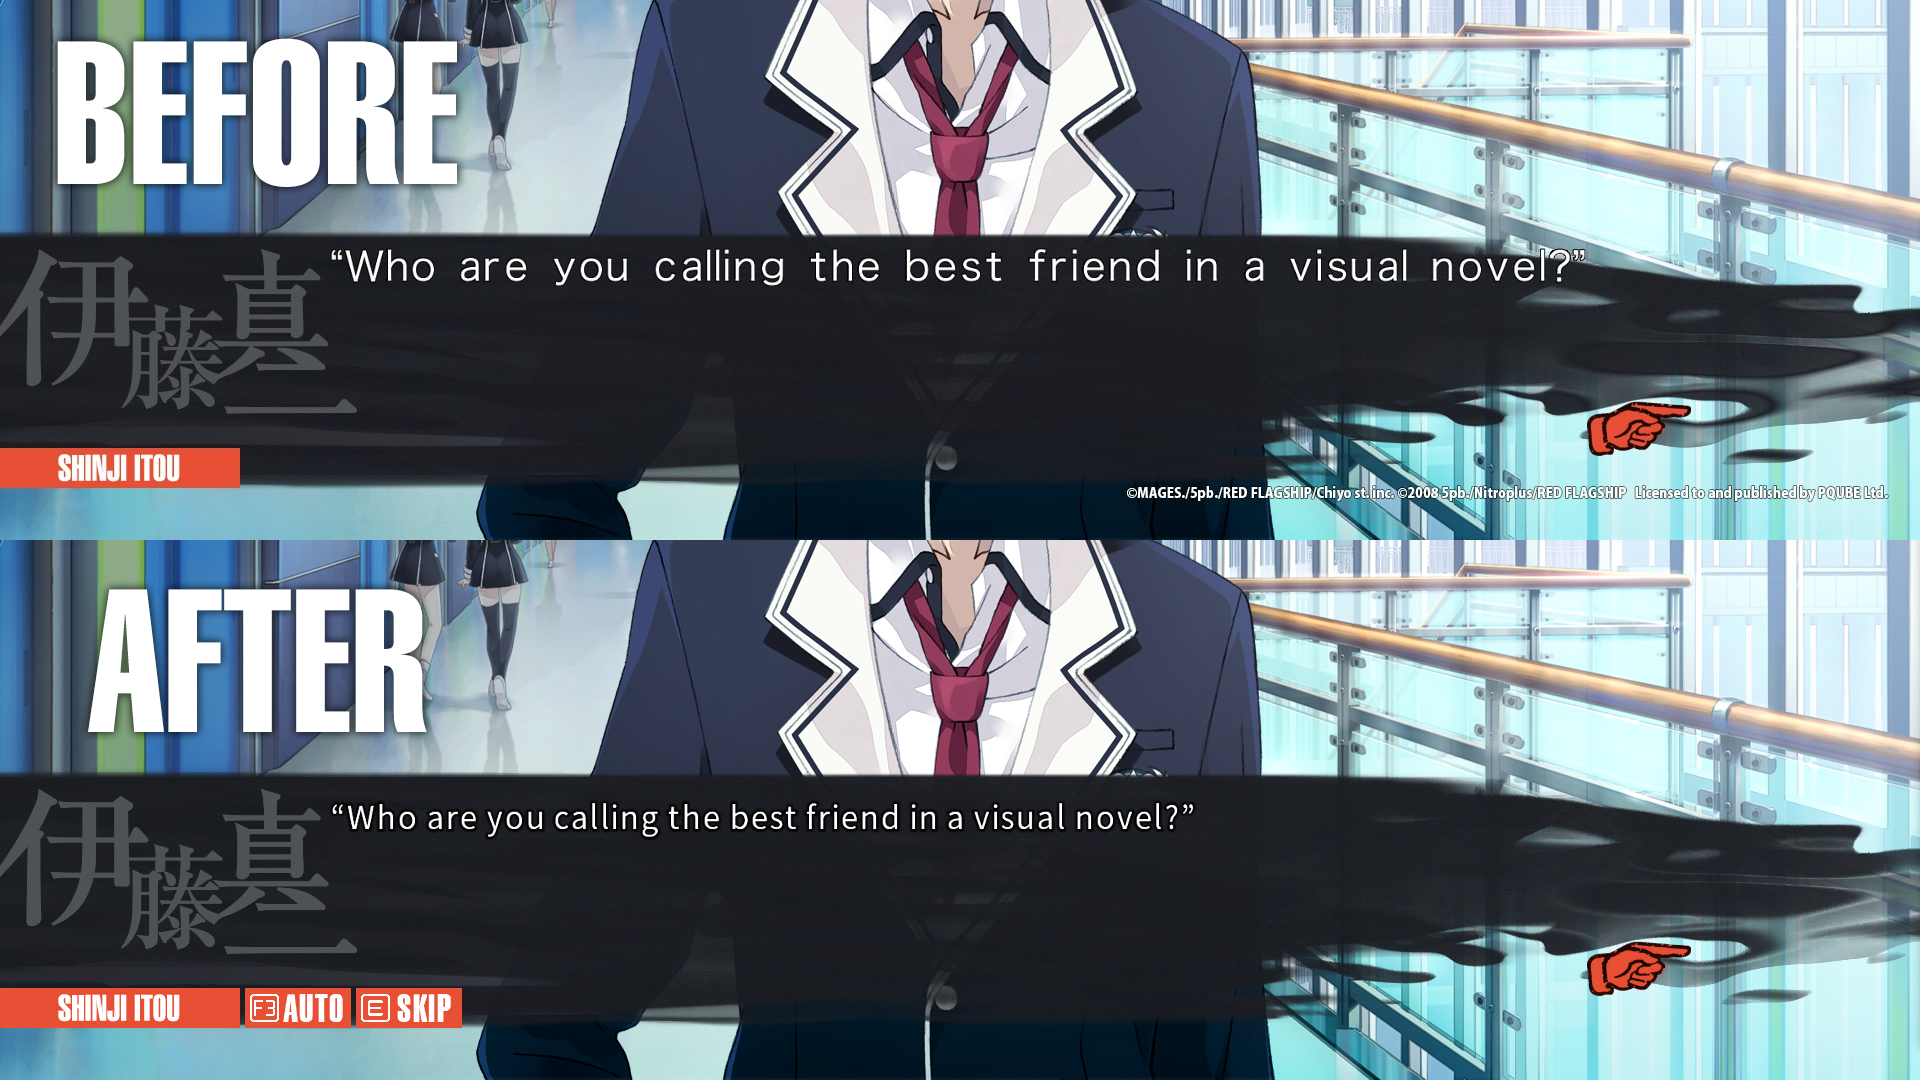 BEFORE
“Who are you calling the best friend in a visual novel?”
伊藤真一
SHINJI ITOU
©MAGES./5pb./RED FLAGSHIP/Chiyo st. inc. ©2008 5pb./Nitroplus/RED FLAGSHIP Licensed to and published by PQUBE Ltd.
AFTER
“Who are you calling the best friend in a visual novel?”
伊藤真一
SHINJI ITOU F3 AUTO E SKIP